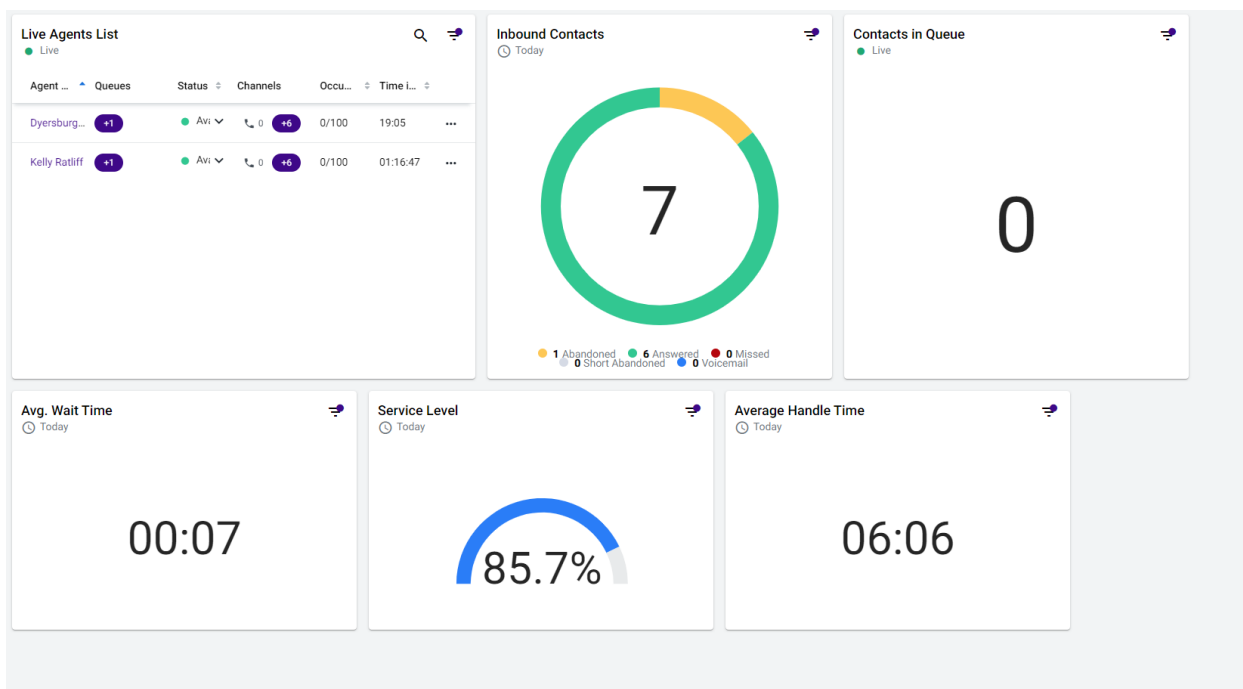 Live Agents List
Live
Agent ... Queues Status Channels Occu... Time i...
Dyersburg... +1 Ava 0 +6 0/100 19:05 ...
Kelly Ratliff +1 Ava 0 +6 0/100 01:16:47 ...
Inbound Contacts
Today
7
1 Abandoned 6 Answered 0 Missed
0 Short Abandoned 0 Voicemail
Contacts in Queue
Live
0
Avg. Wait Time
Today
00:07
Service Level
Today
85.7%
Average Handle Time
Today
06:06